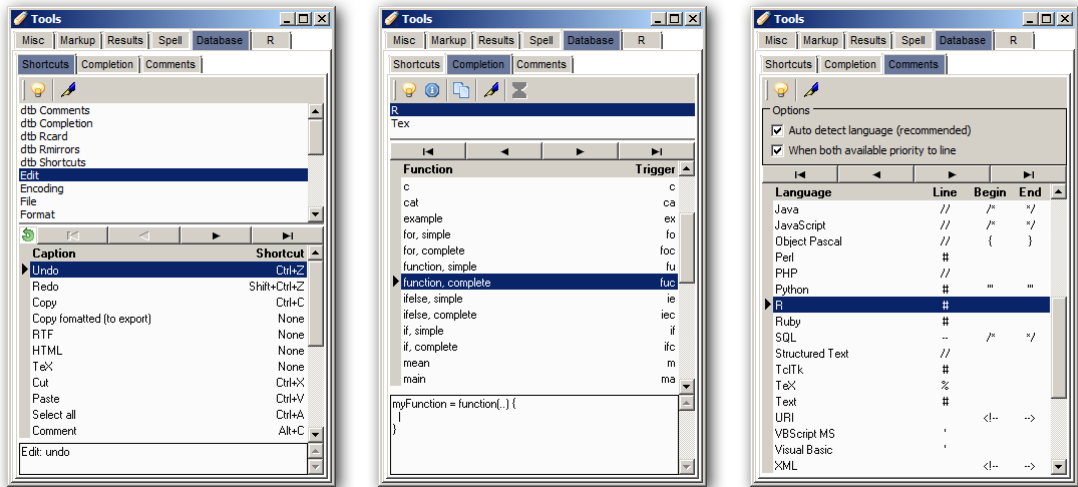 Tools
Misc Markup Results Spell Database R
Shortcuts Completion Comments
dtb Comments
dtb Completion
dtb Rcard
dtb Rmirrors
dtb Shortcuts
Edit
Encoding
File
Format
Caption Shortcut
Undo Ctrl+Z
Redo Shift+Ctrl+Z
Copy Ctrl+C
Copy fomatted (to export) None
RTF None
HTML None
TeX None
Cut Ctrl+X
Paste Ctrl+V
Select all Ctrl+A
Comment Alt+C
Edit: undo
Tools
Misc Markup Results Spell Database R
Shortcuts Completion Comments
R
Tex
Function Trigger
c c
cat ca
example ex
for, simple fo
for, complete foc
function, simple fu
function, complete fuc
ifelse, simple ie
ifelse, complete iec
if, simple if
if, complete ifc
mean m
main ma
myFunction = function(..) {
|
}
Tools
Misc Markup Results Spell Database R
Shortcuts Completion Comments
Options
Auto detect language (recommended)
When both available priority to line
Language Line Begin End
Java // /* */
JavaScript // /* */
Object Pascal // { }
Perl #
PHP //
Python # ''' '''
R #
Ruby #
SQL -- /* */
Structured Text //
TclTk #
TeX %
Text #
URI <!-- -->
VBScript MS '
Visual Basic '
XML <!-- -->